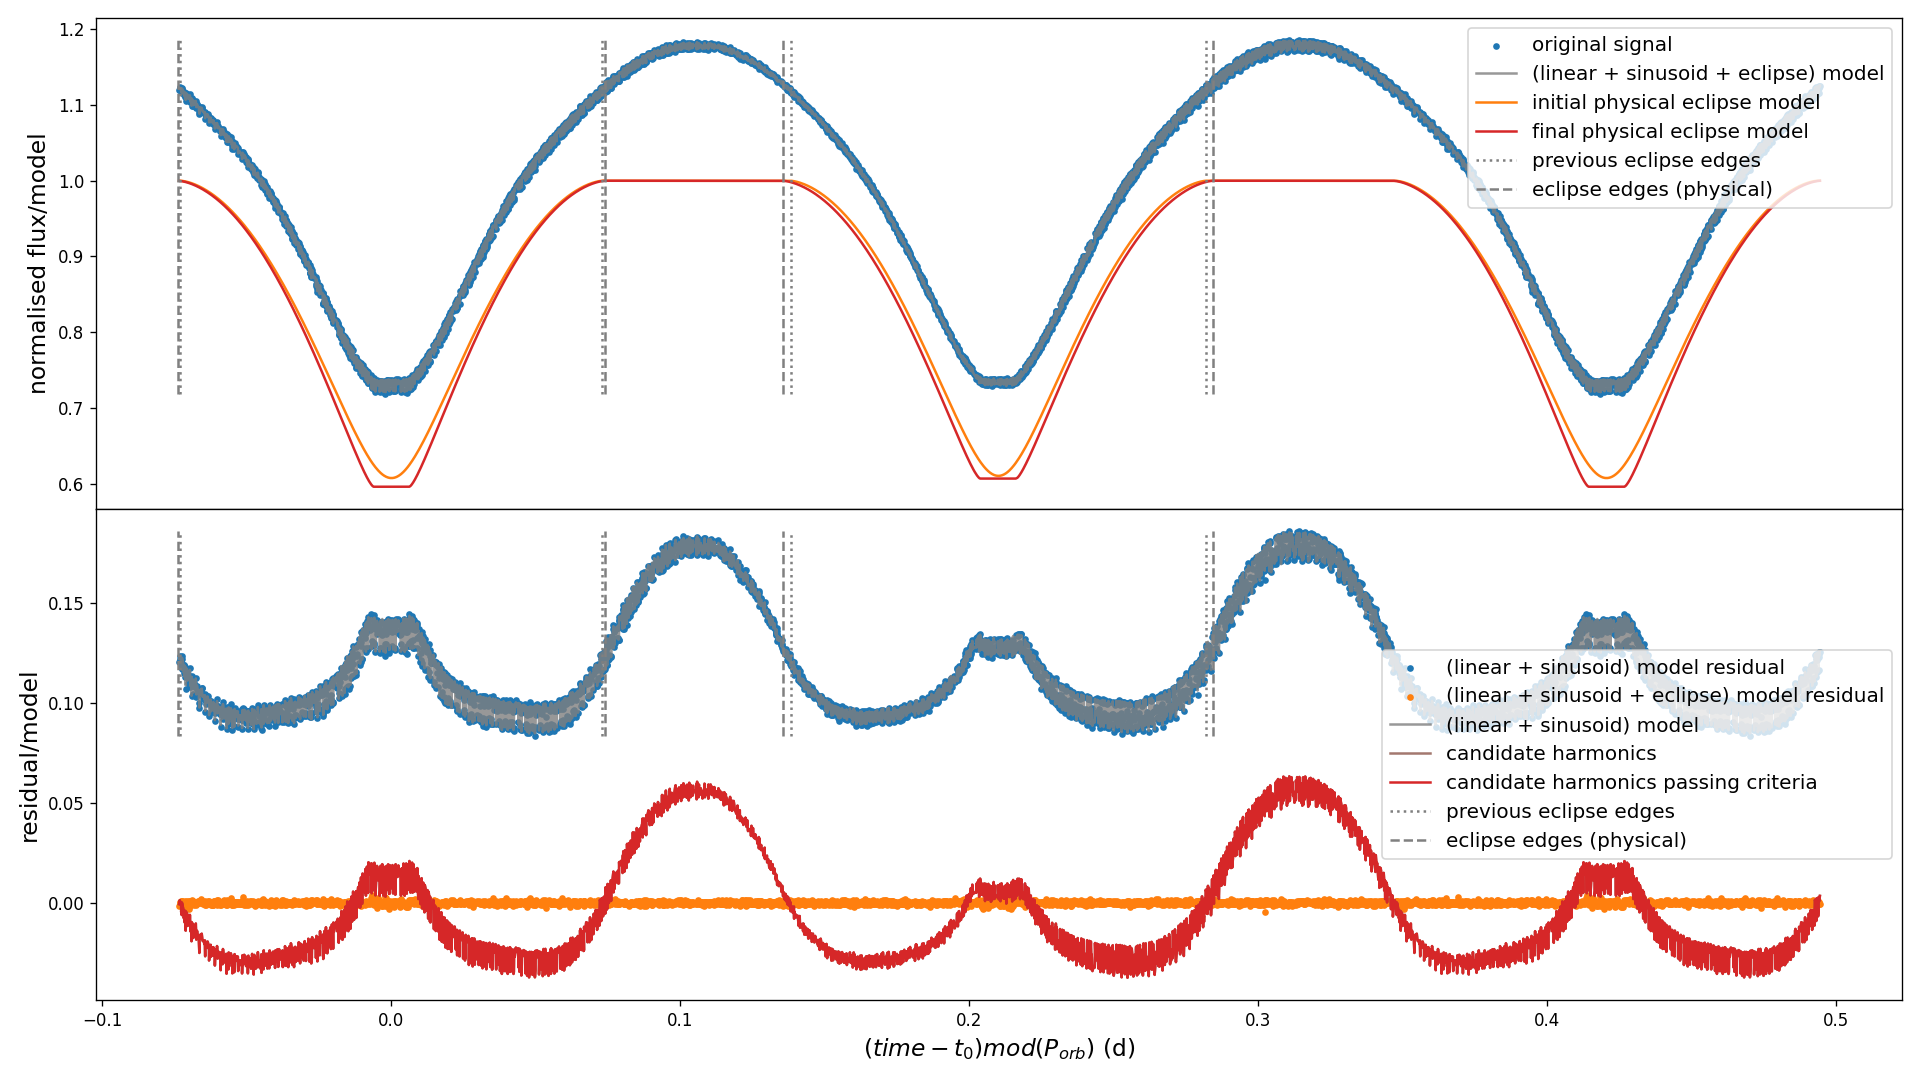 1.2
1.1
1.0
0.9
0.8
0.7
0.6
normalised flux/model
original signal
(linear + sinusoid + eclipse) model
initial physical eclipse model
final physical eclipse model
previous eclipse edges
eclipse edges (physical)
0.15
0.10
0.05
0.00
residual/model
(linear + sinusoid) model residual
(linear + sinusoid + eclipse) model residual
(linear + sinusoid) model
candidate harmonics
candidate harmonics passing criteria
previous eclipse edges
eclipse edges (physical)
−0.1 0.0 0.1 0.2 0.3 0.4 0.5
(time − t₀)mod(Pₒᵣb) (d)